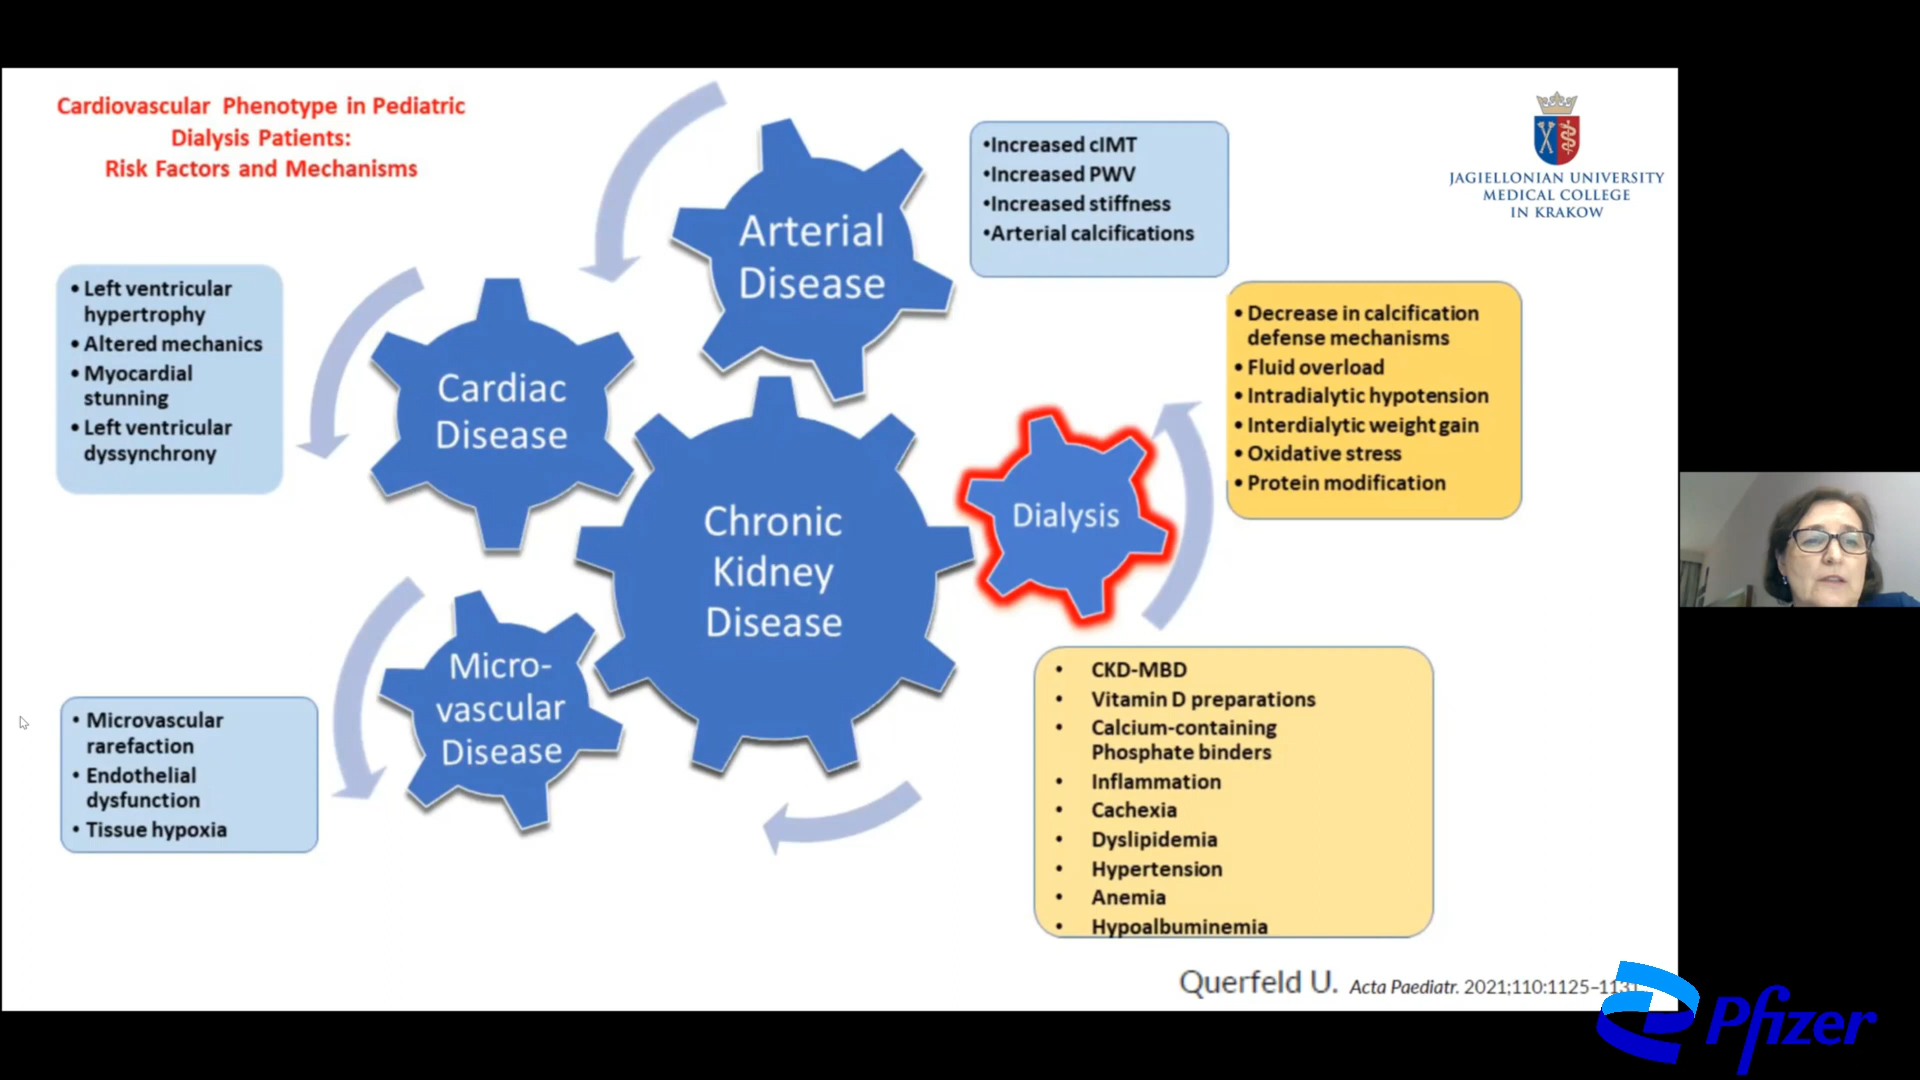 Cardiovascular Phenotype in Pediatric
Dialysis Patients:
Risk Factors and Mechanisms
JAGIELLONIAN UNIVERSITY
MEDICAL COLLEGE
IN KRAKOW
Arterial
Disease
•Increased cIMT
•Increased PWV
•Increased stiffness
•Arterial calcifications
• Left ventricular
hypertrophy
• Altered mechanics
• Myocardial
stunning
• Left ventricular
dyssynchrony
Cardiac
Disease
• Decrease in calcification
defense mechanisms
• Fluid overload
• Intradialytic hypotension
• Interdialytic weight gain
• Oxidative stress
• Protein modification
Chronic
Kidney
Disease
Dialysis
Micro-
vascular
Disease
• Microvascular
rarefaction
• Endothelial
dysfunction
• Tissue hypoxia
• CKD-MBD
• Vitamin D preparations
• Calcium-containing
Phosphate binders
• Inflammation
• Cachexia
• Dyslipidemia
• Hypertension
• Anemia
• Hypoalbuminemia
Querfeld U. Acta Paediatr. 2021;110:1125–1131
Pfizer